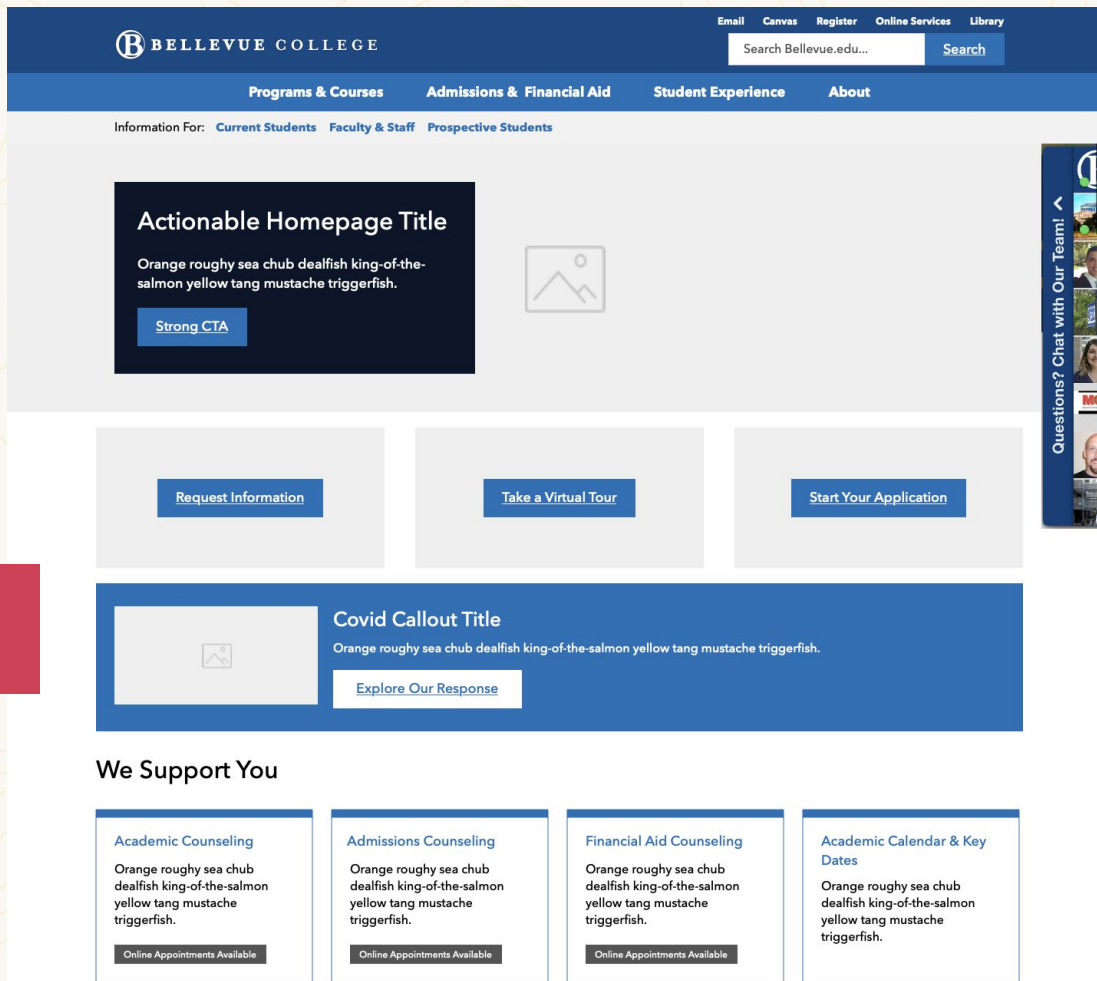 Email Canvas Register Online Services Library
B BELLEVUE COLLEGE
Search Bellevue.edu... Search
Programs & Courses Admissions & Financial Aid Student Experience About
Information For: Current Students Faculty & Staff Prospective Students
Actionable Homepage Title
Orange roughy sea chub dealfish king-of-the-
salmon yellow tang mustache triggerfish.
Strong CTA
Questions? Chat with Our Team!
Request Information
Take a Virtual Tour
Start Your Application
Covid Callout Title
Orange roughy sea chub dealfish king-of-the-salmon yellow tang mustache triggerfish.
Explore Our Response
We Support You
Academic Counseling
Orange roughy sea chub
dealfish king-of-the-salmon
yellow tang mustache
triggerfish.
Online Appointments Available
Admissions Counseling
Orange roughy sea chub
dealfish king-of-the-salmon
yellow tang mustache
triggerfish.
Online Appointments Available
Financial Aid Counseling
Orange roughy sea chub
dealfish king-of-the-salmon
yellow tang mustache
triggerfish.
Online Appointments Available
Academic Calendar & Key
Dates
Orange roughy sea chub
dealfish king-of-the-salmon
yellow tang mustache
triggerfish.